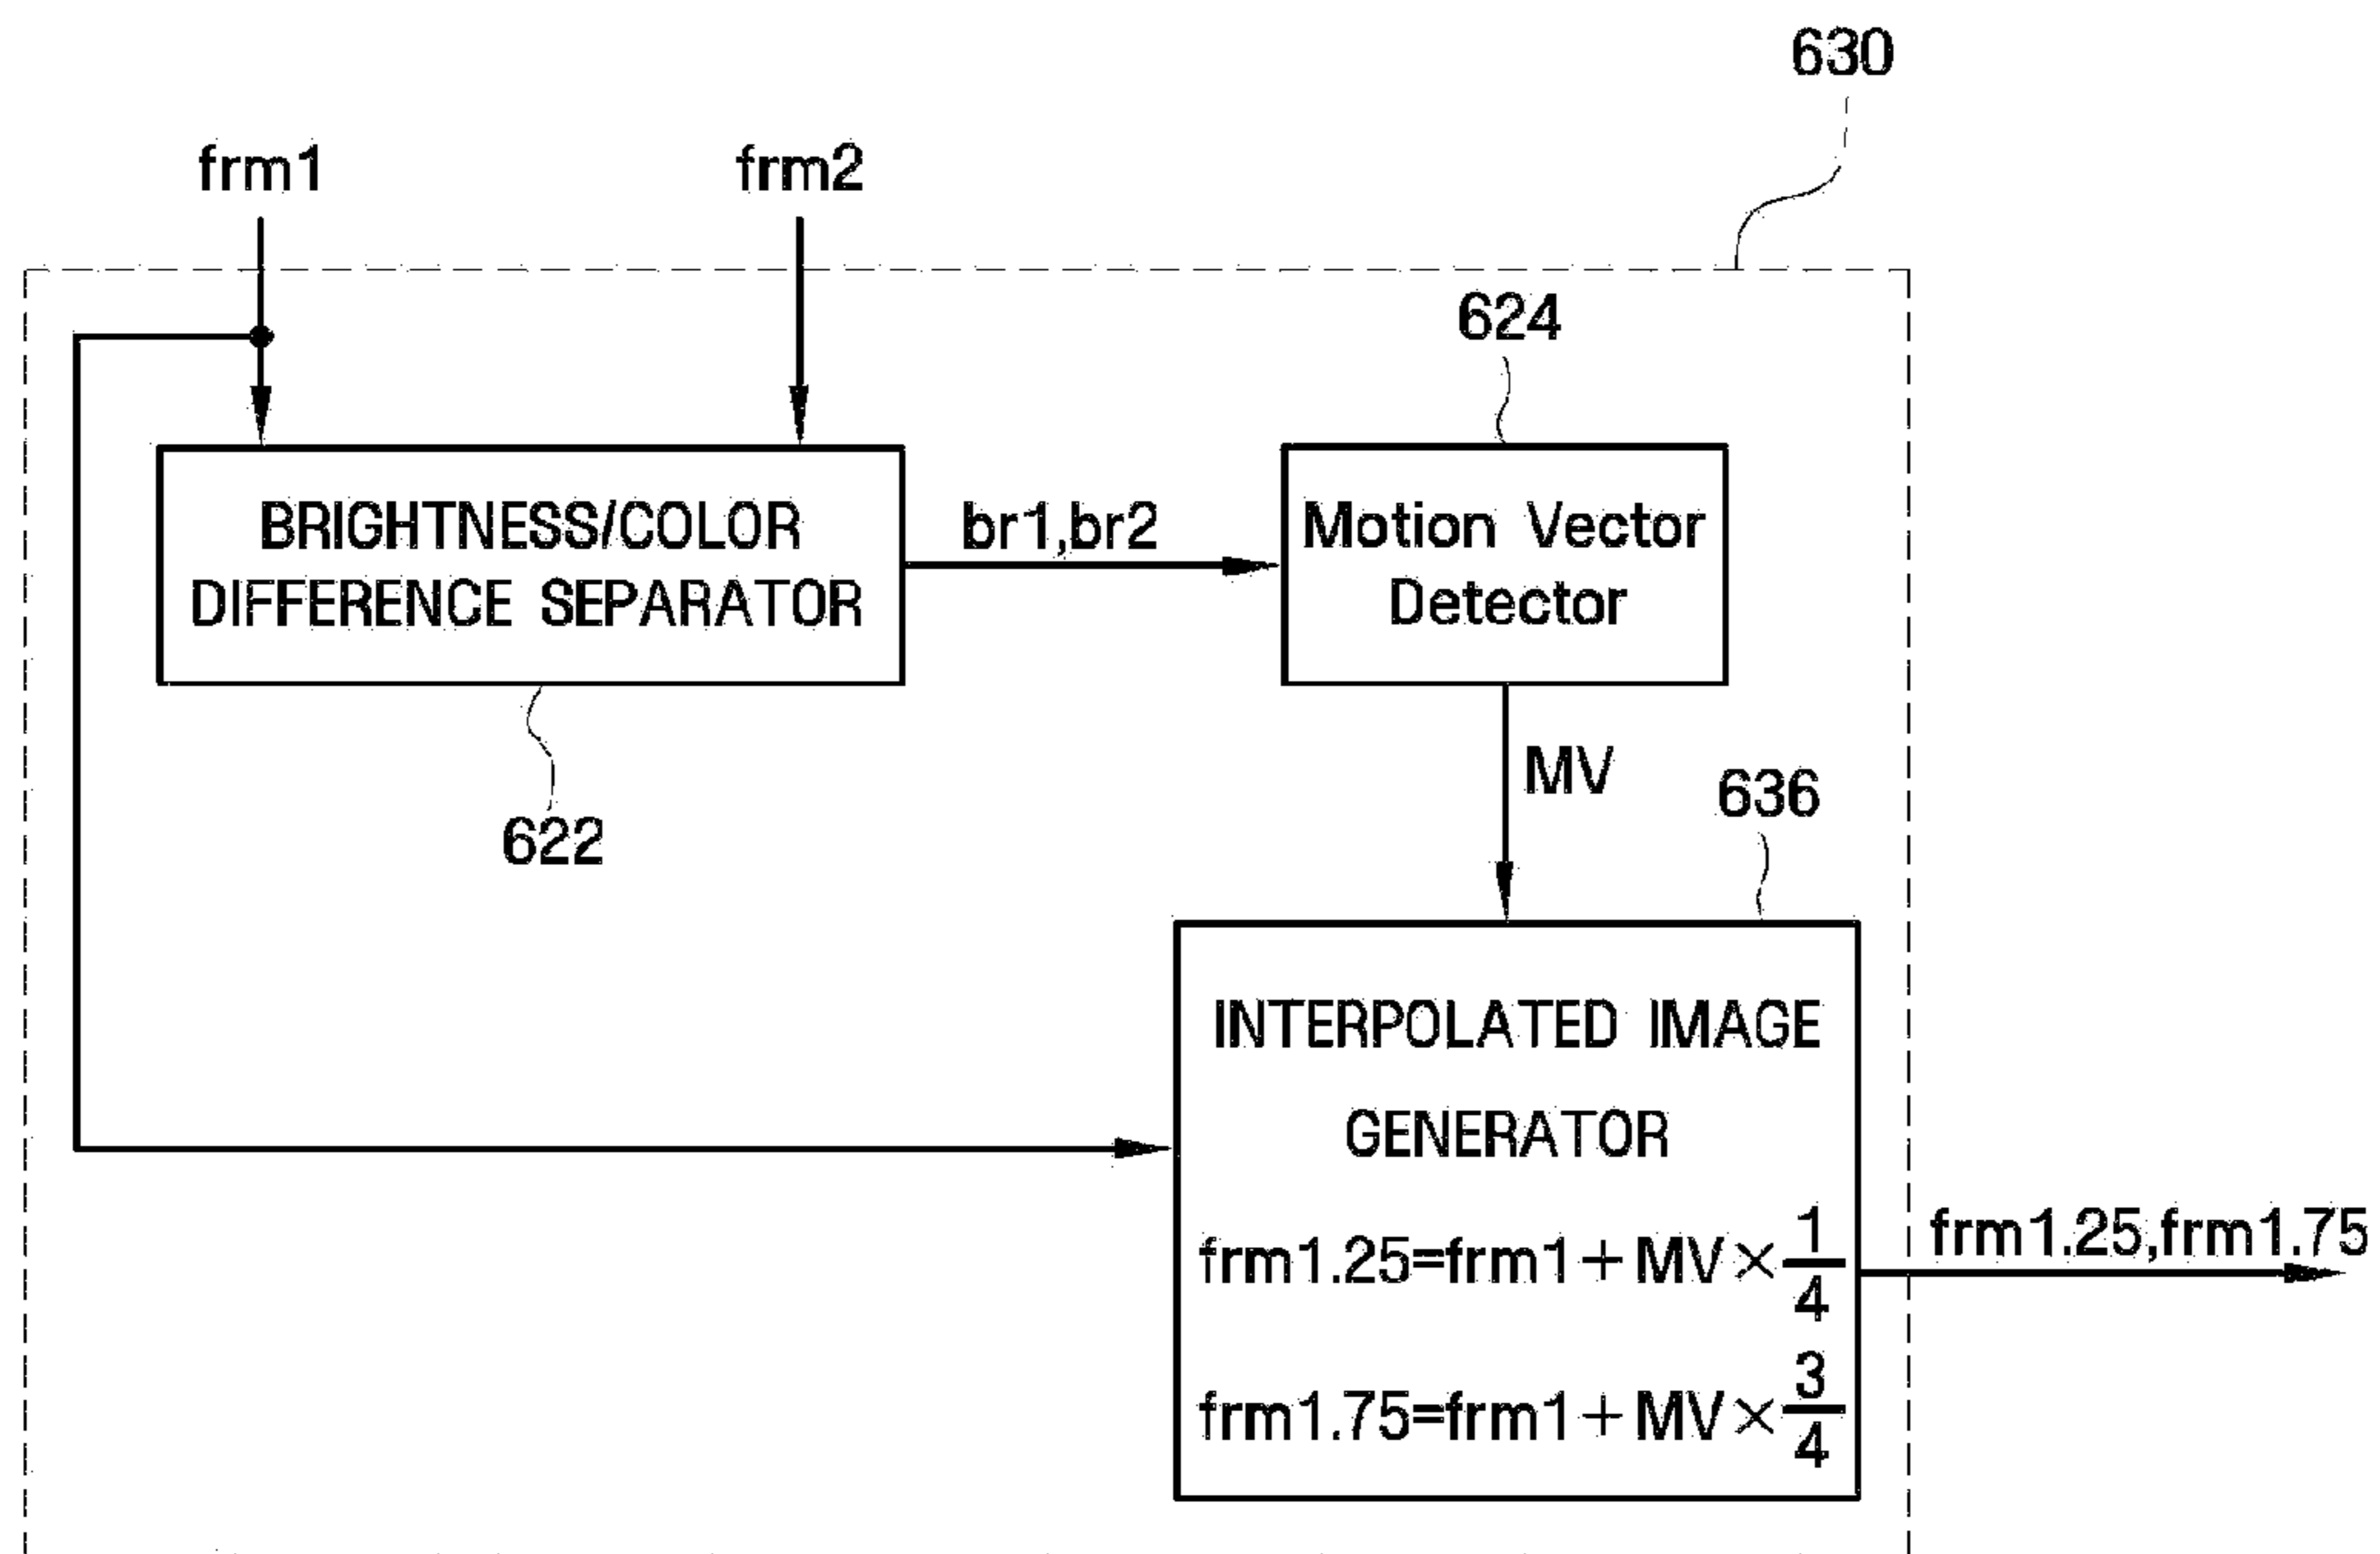 630
frm1
frm2
624
BRIGHTNESS/COLOR
DIFFERENCE SEPARATOR
br1,br2
Motion Vector
Detector
622
MV
636
INTERPOLATED IMAGE
GENERATOR
frm1.25=frm1+MV×1/4
frm1.75=frm1+MV×3/4
frm1.25,frm1.75